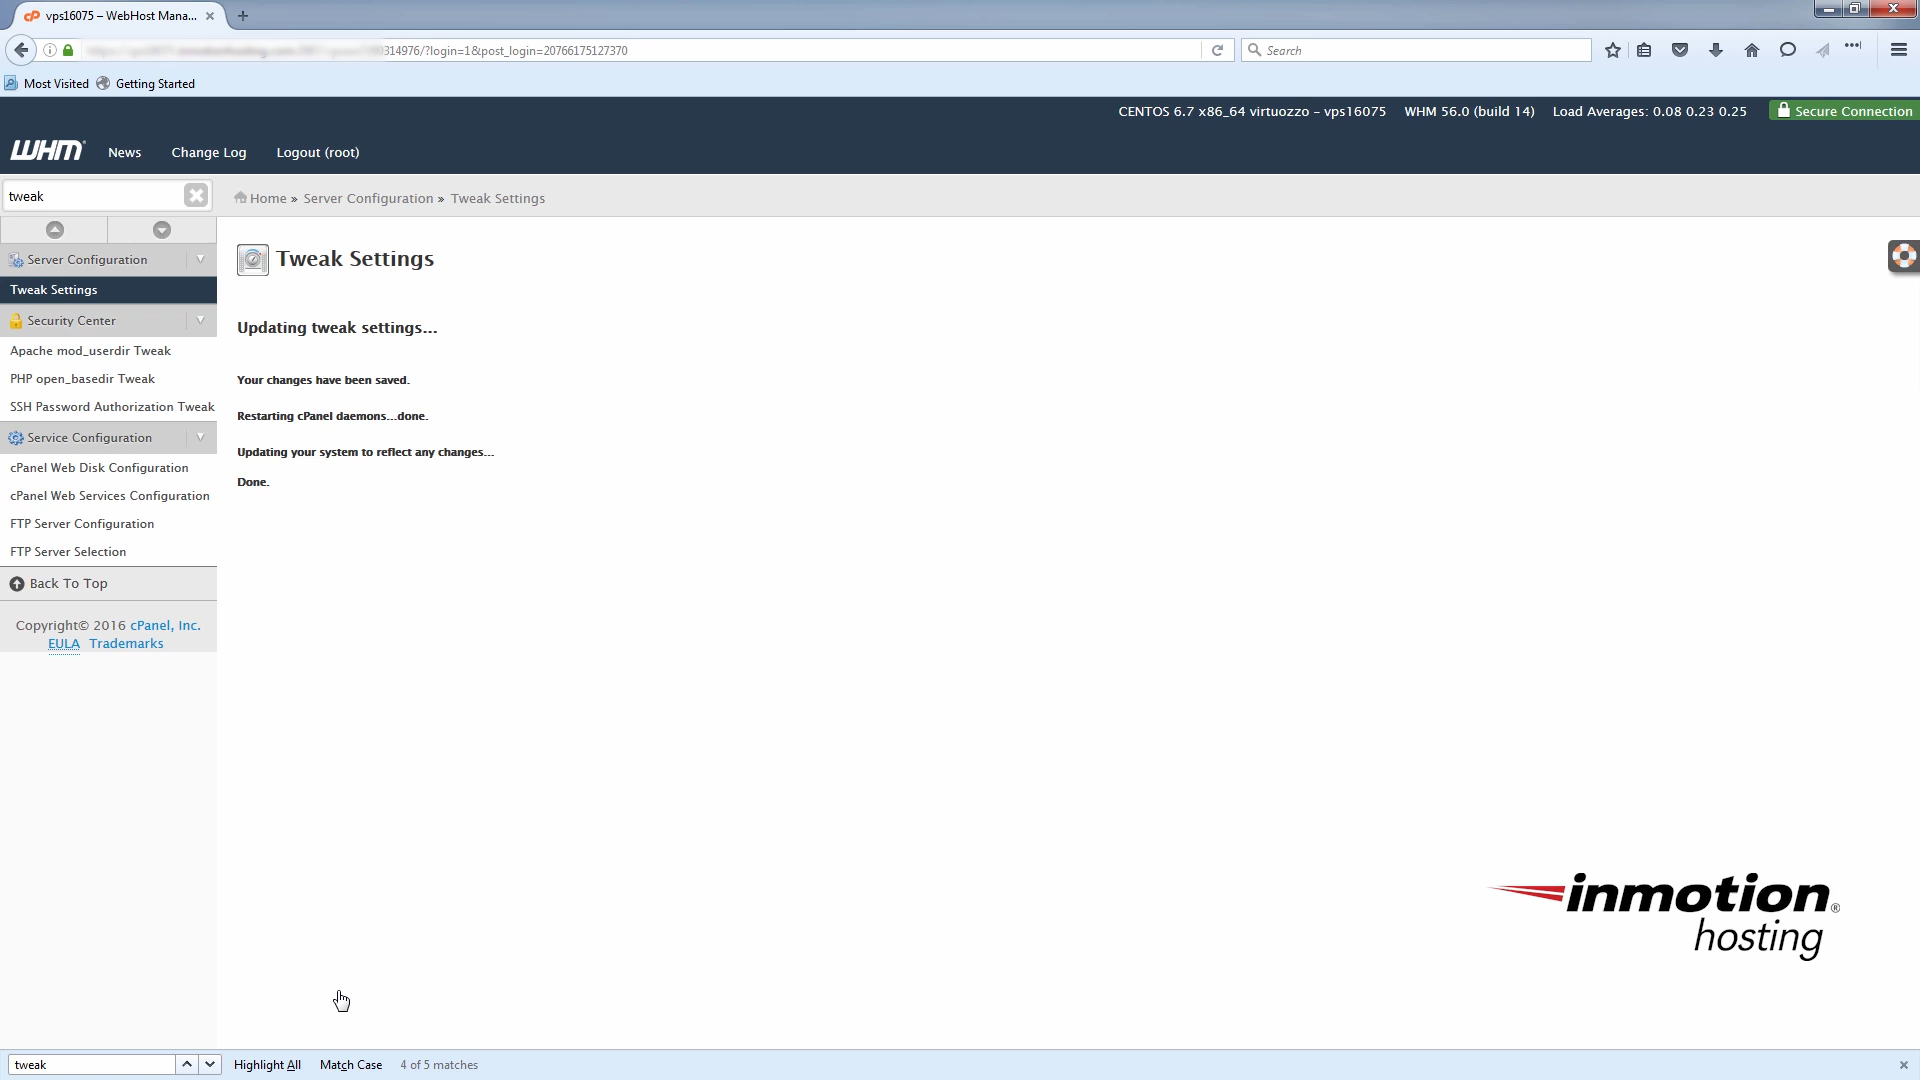 vps16075 – WebHost Mana...
314976/?login=1&post_login=20766175127370
Search
Most Visited
Getting Started
CENTOS 6.7 x86_64 virtuozzo – vps16075
WHM 56.0 (build 14)
Load Averages: 0.08 0.23 0.25
Secure Connection
WHM
News
Change Log
Logout (root)
tweak
Home » Server Configuration » Tweak Settings
Server Configuration
Tweak Settings
Security Center
Apache mod_userdir Tweak
PHP open_basedir Tweak
SSH Password Authorization Tweak
Service Configuration
cPanel Web Disk Configuration
cPanel Web Services Configuration
FTP Server Configuration
FTP Server Selection
Back To Top
Copyright© 2016 cPanel, Inc.
EULA Trademarks
Tweak Settings
Updating tweak settings...
Your changes have been saved.
Restarting cPanel daemons...done.
Updating your system to reflect any changes...
Done.
inmotion®
hosting
tweak
Highlight All
Match Case
4 of 5 matches